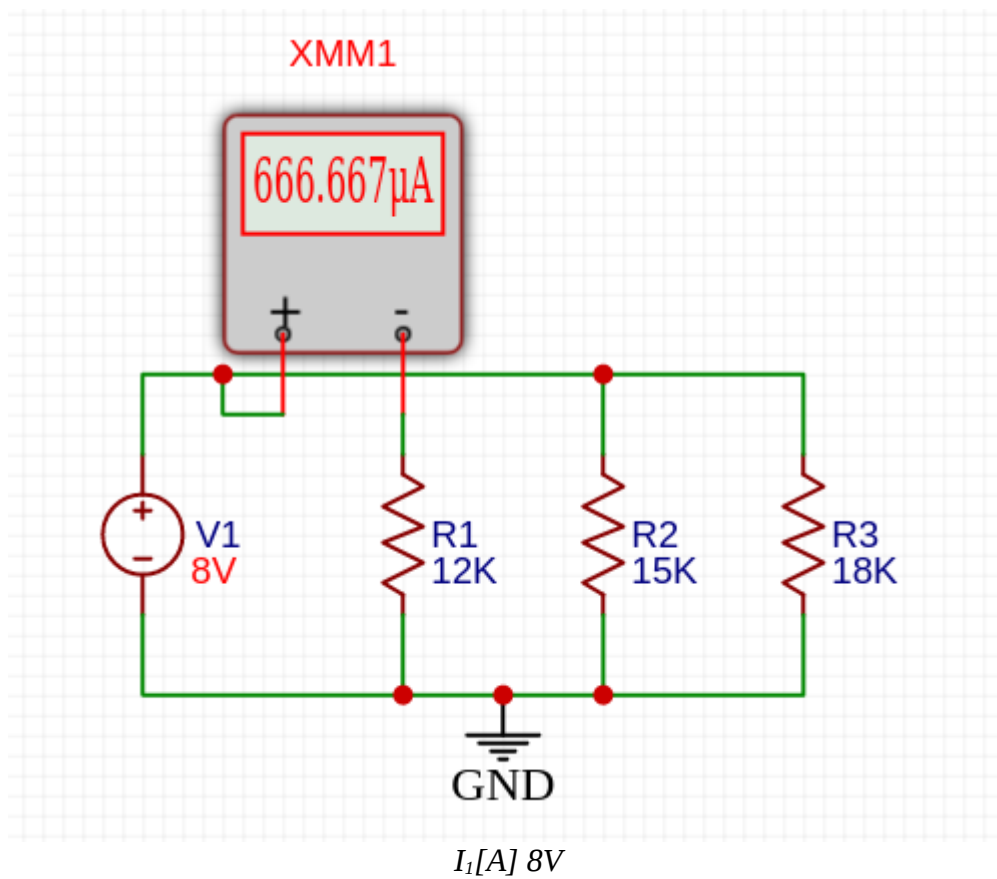 XMM1
666.667µA
+ -
+
V1
8V
−
R1
12K
R2
15K
R3
18K
GND
I₁[A] 8V